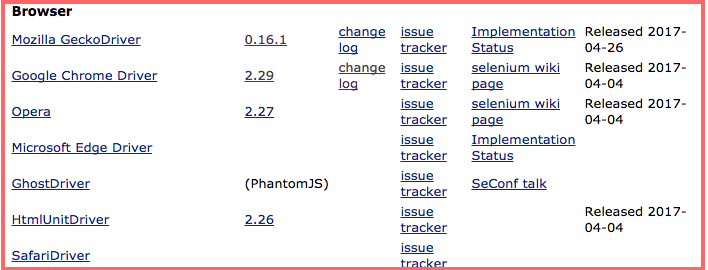 Browser
Mozilla GeckoDriver 0.16.1 change log issue tracker Implementation Status Released 2017-04-26
Google Chrome Driver 2.29 change log issue tracker selenium wiki page Released 2017-04-04
Opera 2.27 issue tracker selenium wiki page Released 2017-04-04
Microsoft Edge Driver issue tracker Implementation Status
GhostDriver (PhantomJS) issue tracker SeConf talk
HtmlUnitDriver 2.26 issue tracker Released 2017-04-04
SafariDriver issue tracker